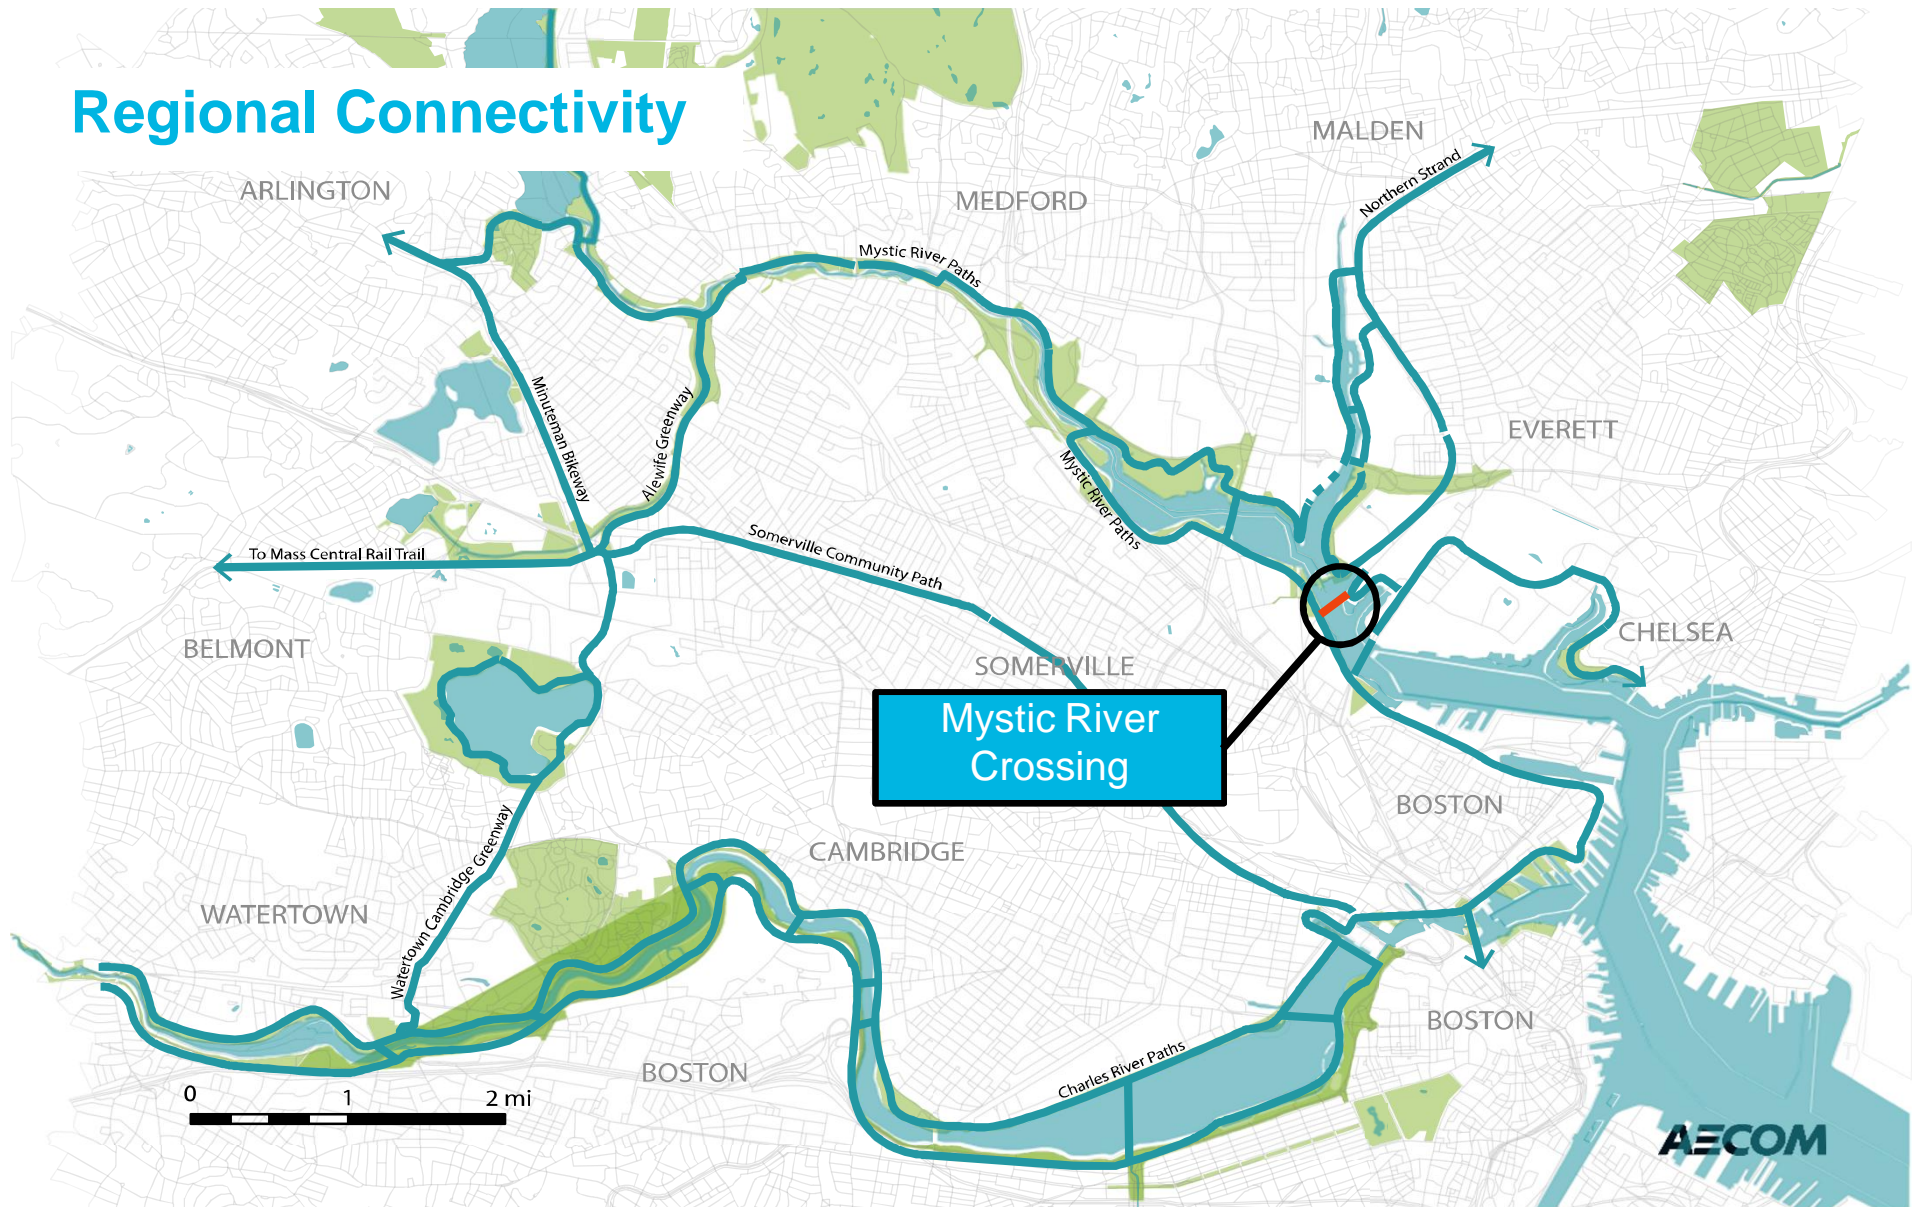 Regional Connectivity
MALDEN
Northern Strand
ARLINGTON
MEDFORD
Mystic River Paths
Minuteman Bikeway
Alewife Greenway
EVERETT
Mystic River Paths
To Mass Central Rail Trail
Somerville Community Path
BELMONT
CHELSEA
SOMERVILLE
Mystic River
Crossing
BOSTON
CAMBRIDGE
Watertown Cambridge Greenway
WATERTOWN
BOSTON
Charles River Paths
BOSTON
0 1 2 mi
AECOM